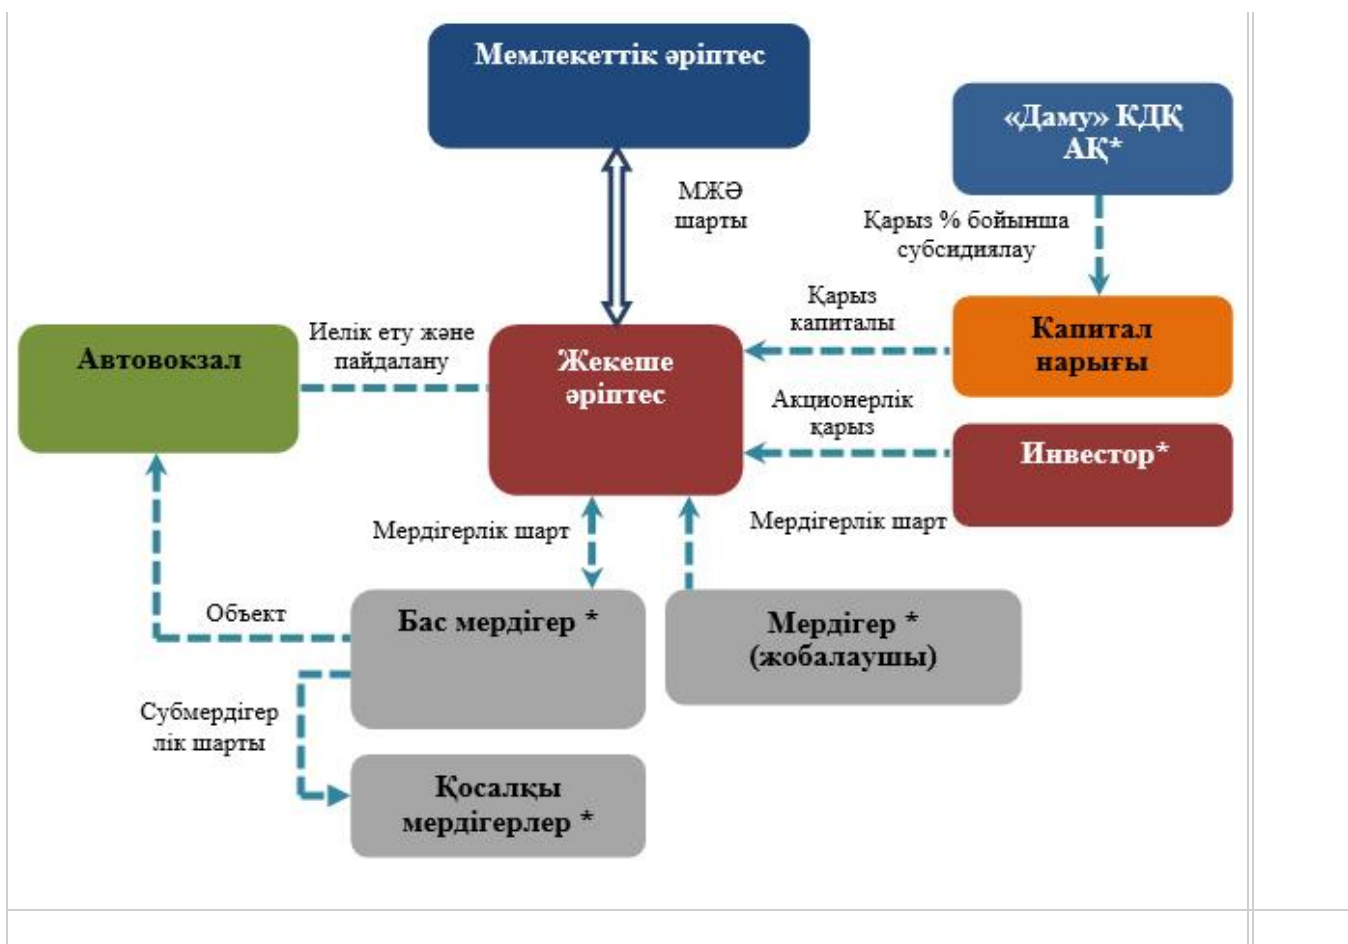 Мемлекеттік әріптес
«Даму» КДҚ
АҚ*
МЖӘ
шарты
Қарыз % бойынша
субсидиялау
Қарыз
капиталы
Капитал
нарығы
Автовокзал
Иелік ету және
пайдалану
Жекеше
әріптес
Акционерлік
қарыз
Инвестор*
Мердігерлік шарт
Мердігерлік шарт
Объект
Бас мердігер *
Мердігер *
(жобалаушы)
Субмердігер
лік шарты
Қосалқы
мердігерлер *